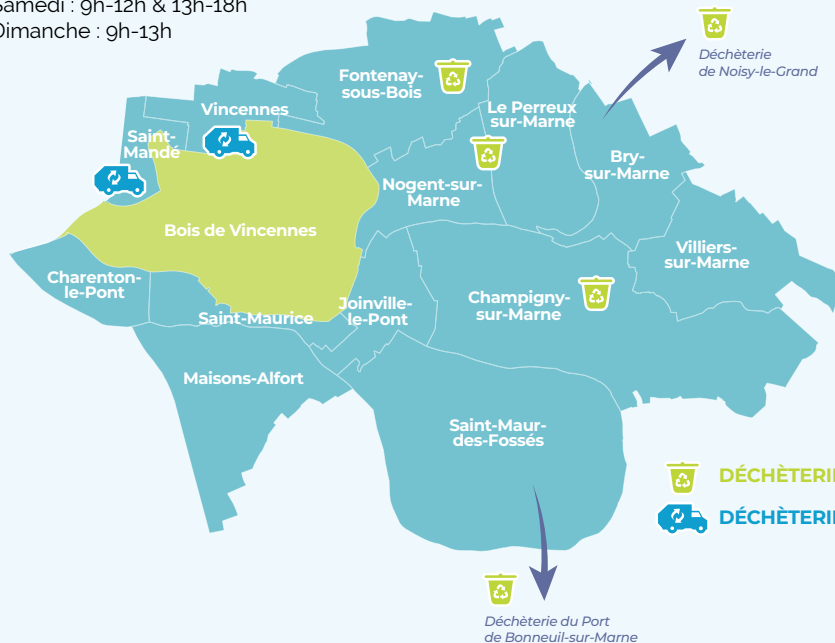 Samedi : 9h-12h & 13h-18h
Dimanche : 9h-13h
Déchèterie
de Noisy-le-Grand
Fontenay-
sous-Bois
Vincennes
Le Perreux
sur-Marne
Saint-
Mandé
Bry-
sur-Marne
Nogent-sur-
Marne
Bois de Vincennes
Villiers-
sur-Marne
Charenton-
le-Pont
Saint-Maurice
Joinville-
le-Pont
Champigny-
sur-Marne
Maisons-Alfort
Saint-Maur-
des-Fossés
DÉCHÈTERIE
DÉCHÈTERIE
Déchèterie du Port
de Bonneuil-sur-Marne